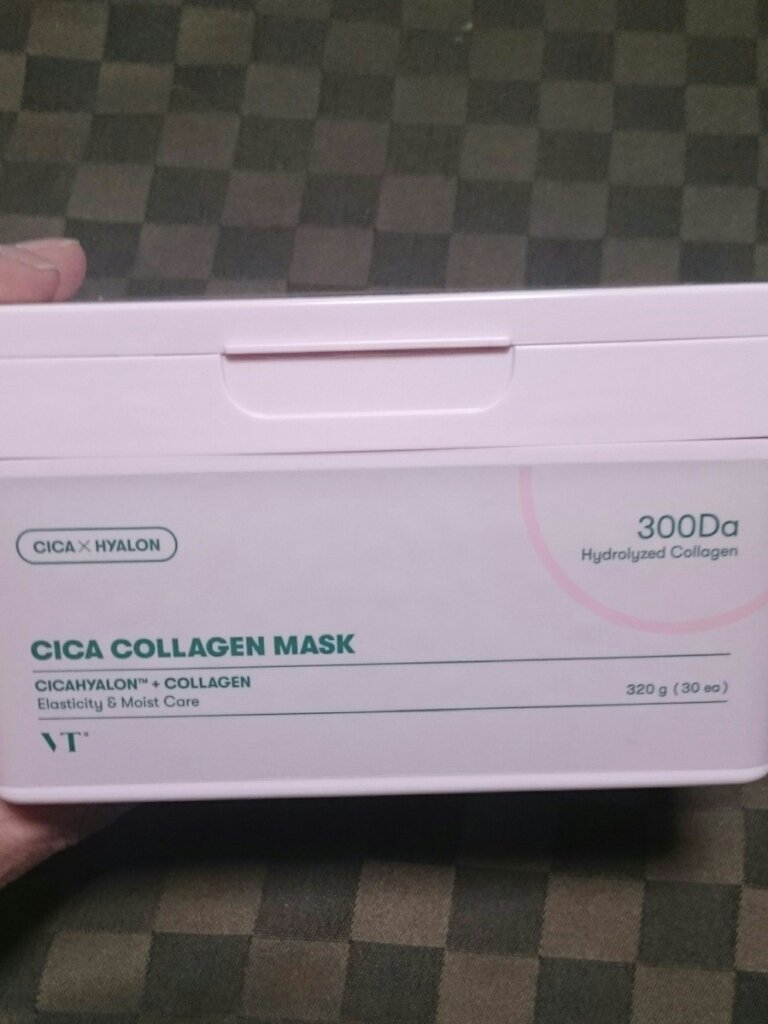 CICA×HYALON
300Da
Hydrolyzed Collagen
CICA COLLAGEN MASK
CICAHYALON™ + COLLAGEN
Elasticity & Moist Care
320 g (30 ea)
VT°